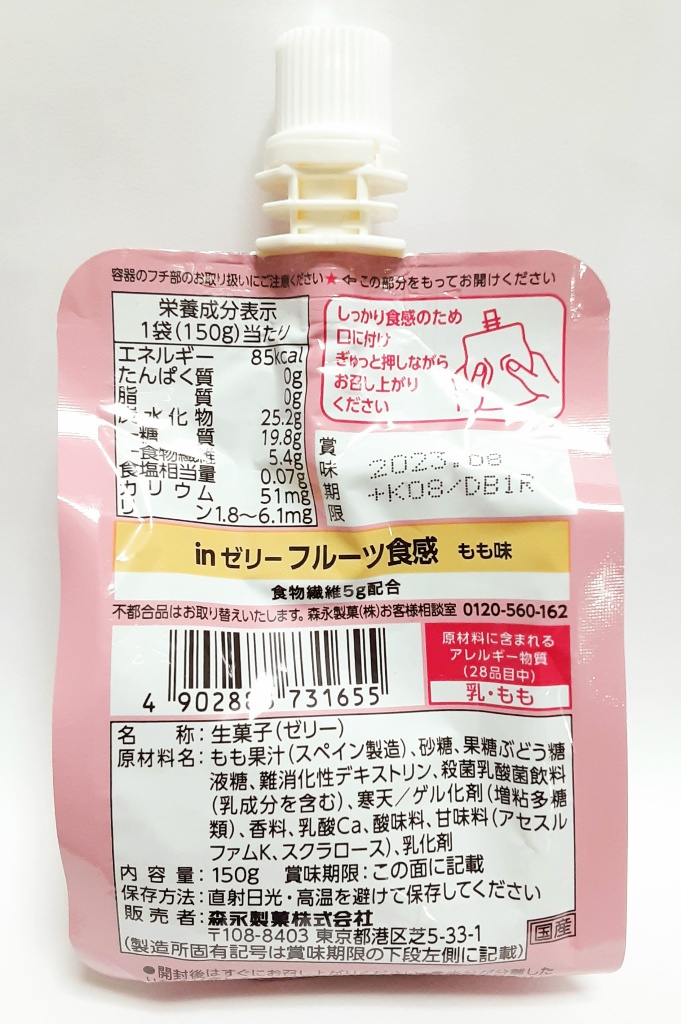 容器のフチ部のお取り扱いにご注意ください★⇦この部分をもってお開けください
栄養成分表示
1袋(150g)当たり
エネルギー 85kcal
たんぱく質 0g
脂質 0g
炭水化物 25.2g
－糖質 19.8g
－食物繊維 5.4g
食塩相当量 0.07g
カリウム 51mg
リン 1.8～6.1mg
しっかり食感のため
口に付け
ぎゅっと押しながら
お召し上がり
ください
賞味期限
2023.08
+K08/DB1R
inゼリー フルーツ食感 もも味
食物繊維5g配合
不都合品はお取り替えいたします。森永製菓(株)お客様相談室 0120-560-162
4 902888 731655
原材料に含まれる
アレルギー物質
(28品目中)
乳・もも
名称：生菓子(ゼリー)
原材料名：もも果汁(スペイン製造)、砂糖、果糖ぶどう糖
液糖、難消化性デキストリン、殺菌乳酸菌飲料
(乳成分を含む)、寒天／ゲル化剤(増粘多糖
類)、香料、乳酸Ca、酸味料、甘味料(アセスル
ファムK、スクラロース)、乳化剤
内容量：150g 賞味期限：この面に記載
保存方法：直射日光・高温を避けて保存してください
販売者：森永製菓株式会社
〒108-8403 東京都港区芝5-33-1
国産
(製造所固有記号は賞味期限の下段左側に記載)
●開封後はすぐにお召し上がりください